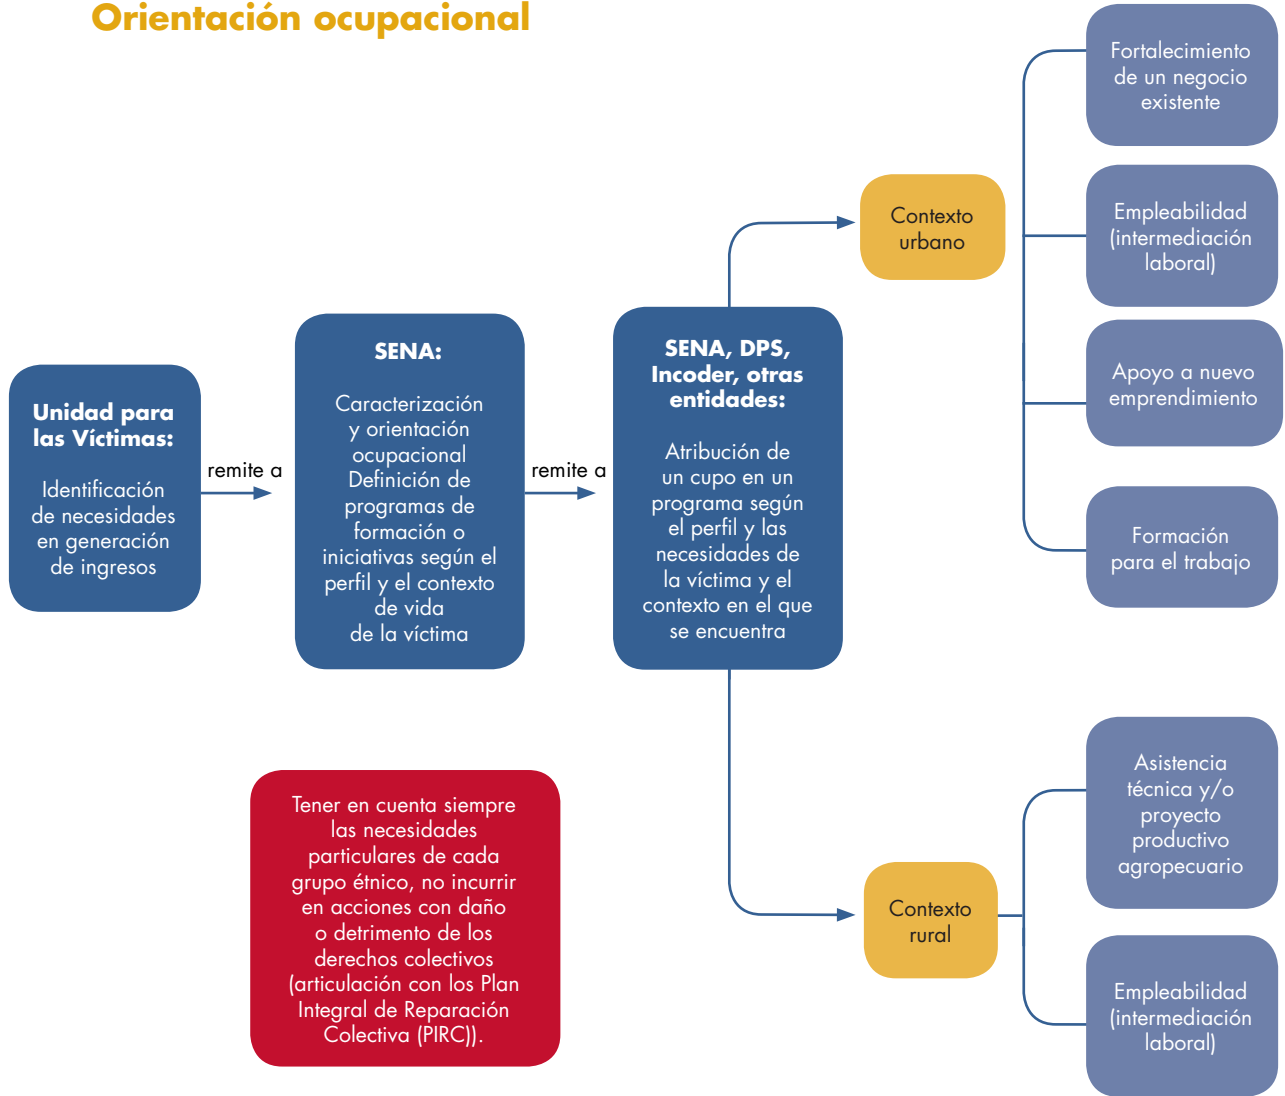 Orientación ocupacional
Unidad para
las Víctimas:
Identificación
de necesidades
en generación
de ingresos
remite a
SENA:
Caracterización
y orientación
ocupacional
Definición de
programas de
formación o
iniciativas según el
perfil y el contexto
de vida
de la víctima
remite a
SENA, DPS,
Incoder, otras
entidades:
Atribución de
un cupo en un
programa según
el perfil y las
necesidades de
la víctima y el
contexto en el que
se encuentra
Contexto
urbano
Fortalecimiento
de un negocio
existente
Empleabilidad
(intermediación
laboral)
Apoyo a nuevo
emprendimiento
Formación
para el trabajo
Contexto
rural
Asistencia
técnica y/o
proyecto
productivo
agropecuario
Empleabilidad
(intermediación
laboral)
Tener en cuenta siempre
las necesidades
particulares de cada
grupo étnico, no incurrir
en acciones con daño
o detrimento de los
derechos colectivos
(articulación con los Plan
Integral de Reparación
Colectiva (PIRC)).